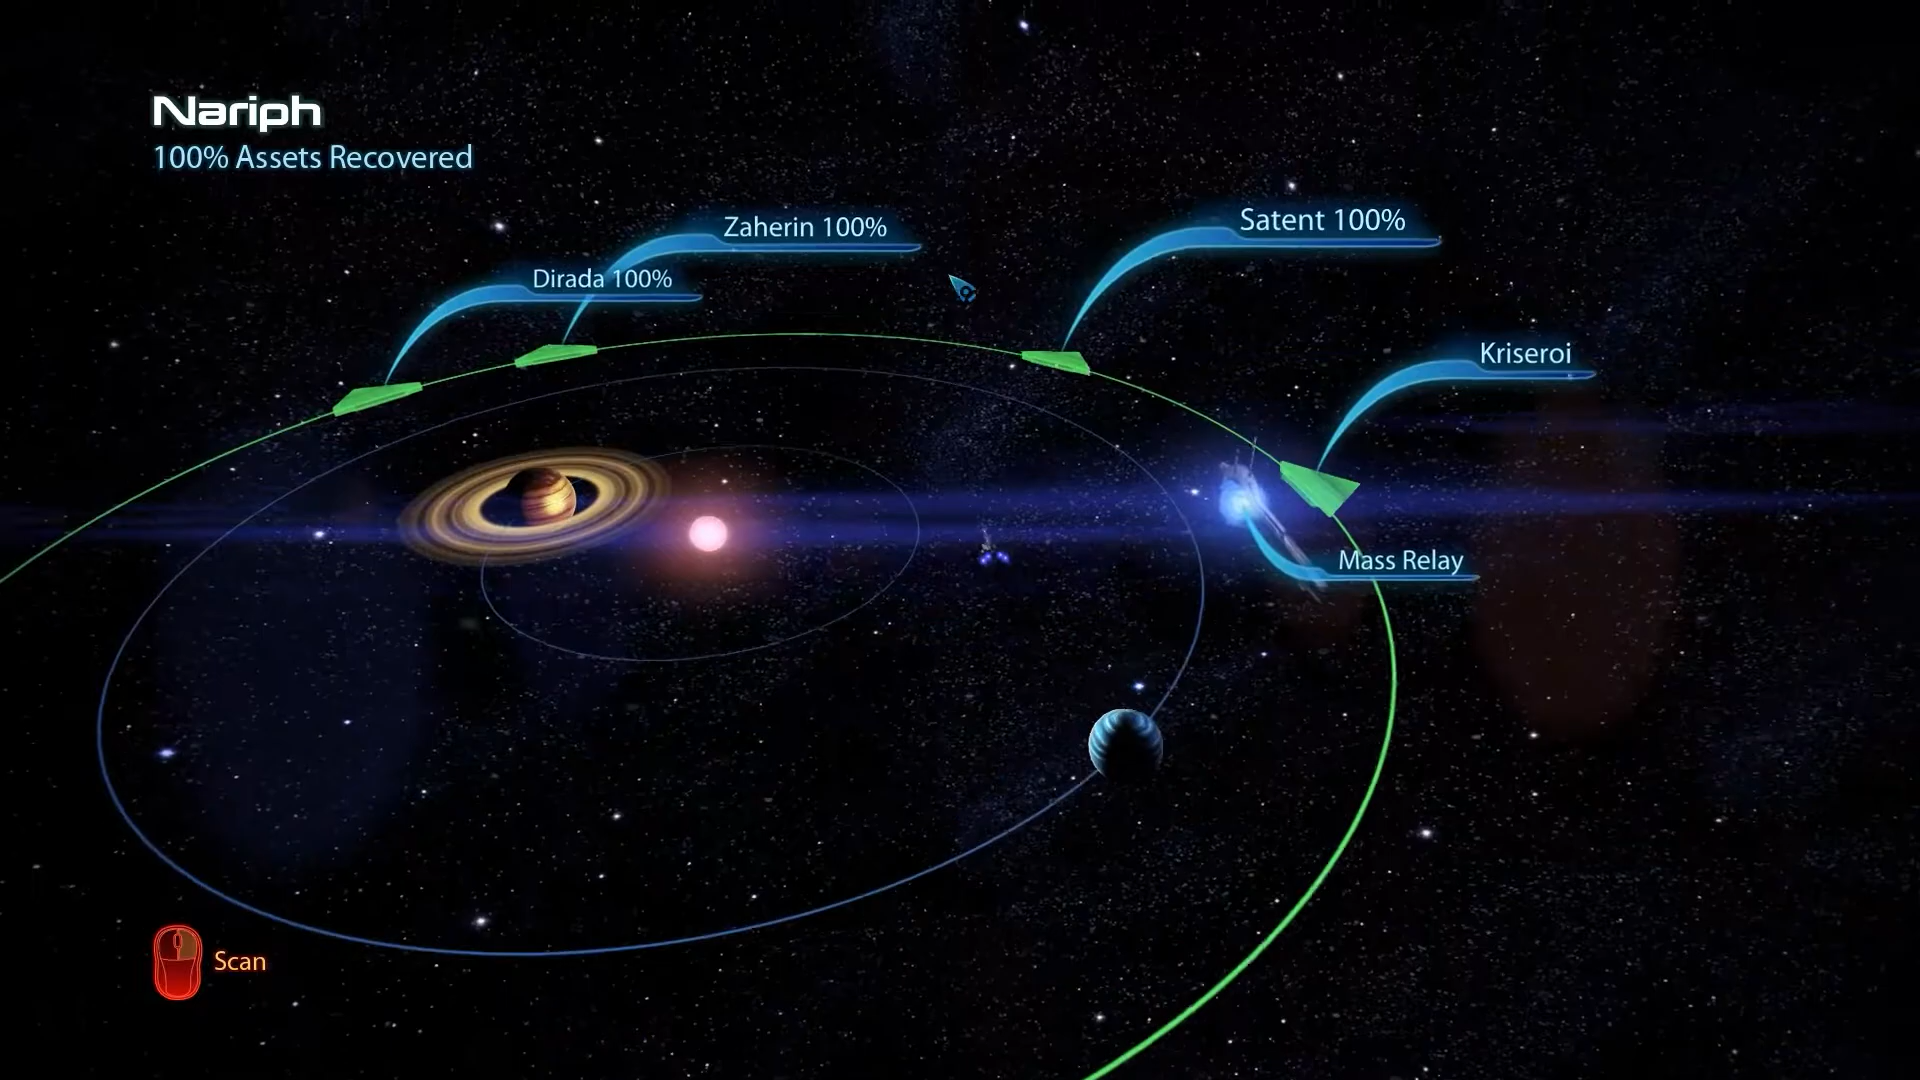 Nariph
100% Assets Recovered
Zaherin 100%
Satent 100%
Dirada 100%
Kriseroi
Mass Relay
Scan